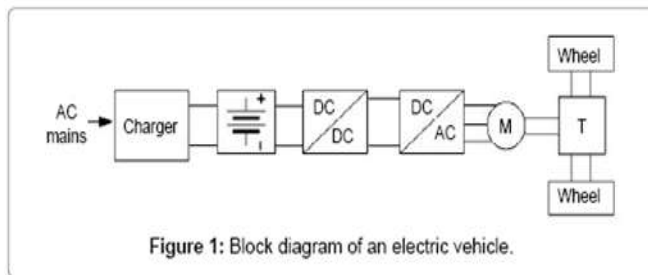 Wheel
AC
mains
Charger
+
-
DC
DC
DC
AC
M
T
Wheel
Figure 1: Block diagram of an electric vehicle.